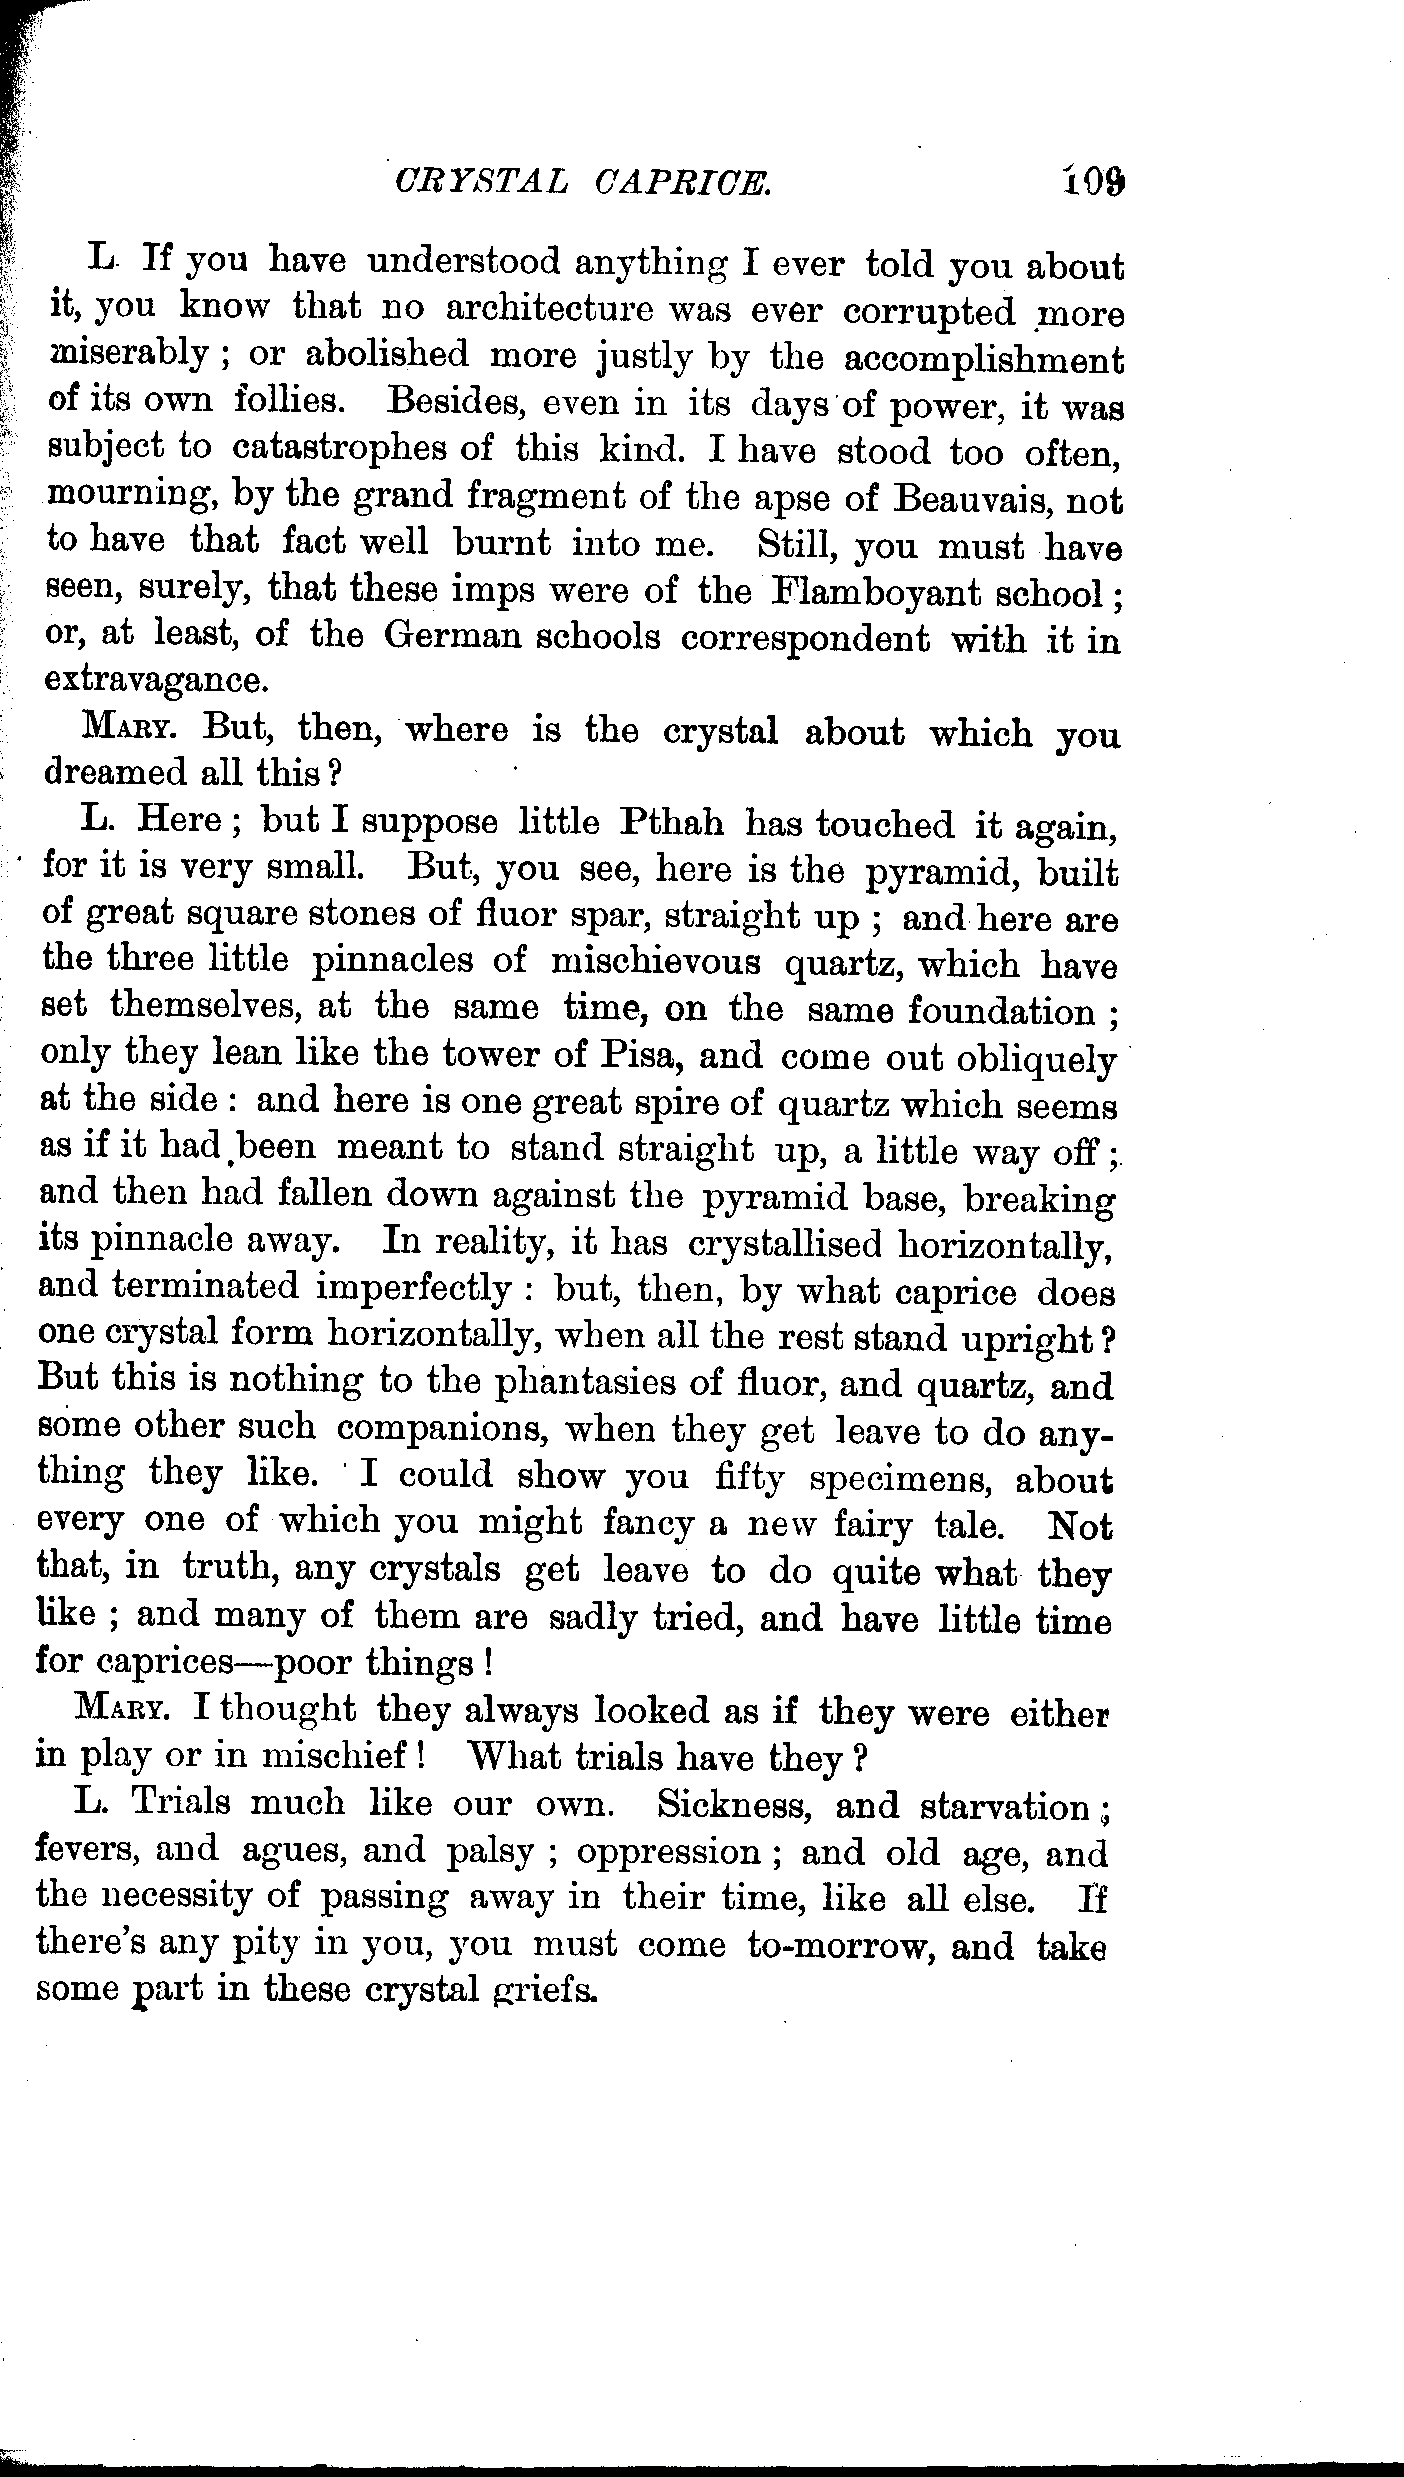 CRYSTAL CAPRICE. 109
L. If you have understood anything I ever told you about
it, you know that no architecture was ever corrupted more
miserably ; or abolished more justly by the accomplishment
of its own follies. Besides, even in its days of power, it was
subject to catastrophes of this kind. I have stood too often,
mourning, by the grand fragment of the apse of Beauvais, not
to have that fact well burnt into me. Still, you must have
seen, surely, that these imps were of the Flamboyant school ;
or, at least, of the German schools correspondent with it in
extravagance.
MARY. But, then, where is the crystal about which you
dreamed all this ?
L. Here ; but I suppose little Pthah has touched it again,
for it is very small. But, you see, here is the pyramid, built
of great square stones of fluor spar, straight up ; and here are
the three little pinnacles of mischievous quartz, which have
set themselves, at the same time, on the same foundation ;
only they lean like the tower of Pisa, and come out obliquely
at the side : and here is one great spire of quartz which seems
as if it had been meant to stand straight up, a little way off ;
and then had fallen down against the pyramid base, breaking
its pinnacle away. In reality, it has crystallised horizontally,
and terminated imperfectly : but, then, by what caprice does
one crystal form horizontally, when all the rest stand upright ?
But this is nothing to the phantasies of fluor, and quartz, and
some other such companions, when they get leave to do any-
thing they like. I could show you fifty specimens, about
every one of which you might fancy a new fairy tale. Not
that, in truth, any crystals get leave to do quite what they
like ; and many of them are sadly tried, and have little time
for caprices—poor things !
MARY. I thought they always looked as if they were either
in play or in mischief ! What trials have they ?
L. Trials much like our own. Sickness, and starvation ;
fevers, and agues, and palsy ; oppression ; and old age, and
the necessity of passing away in their time, like all else. If
there's any pity in you, you must come to-morrow, and take
some part in these crystal griefs.